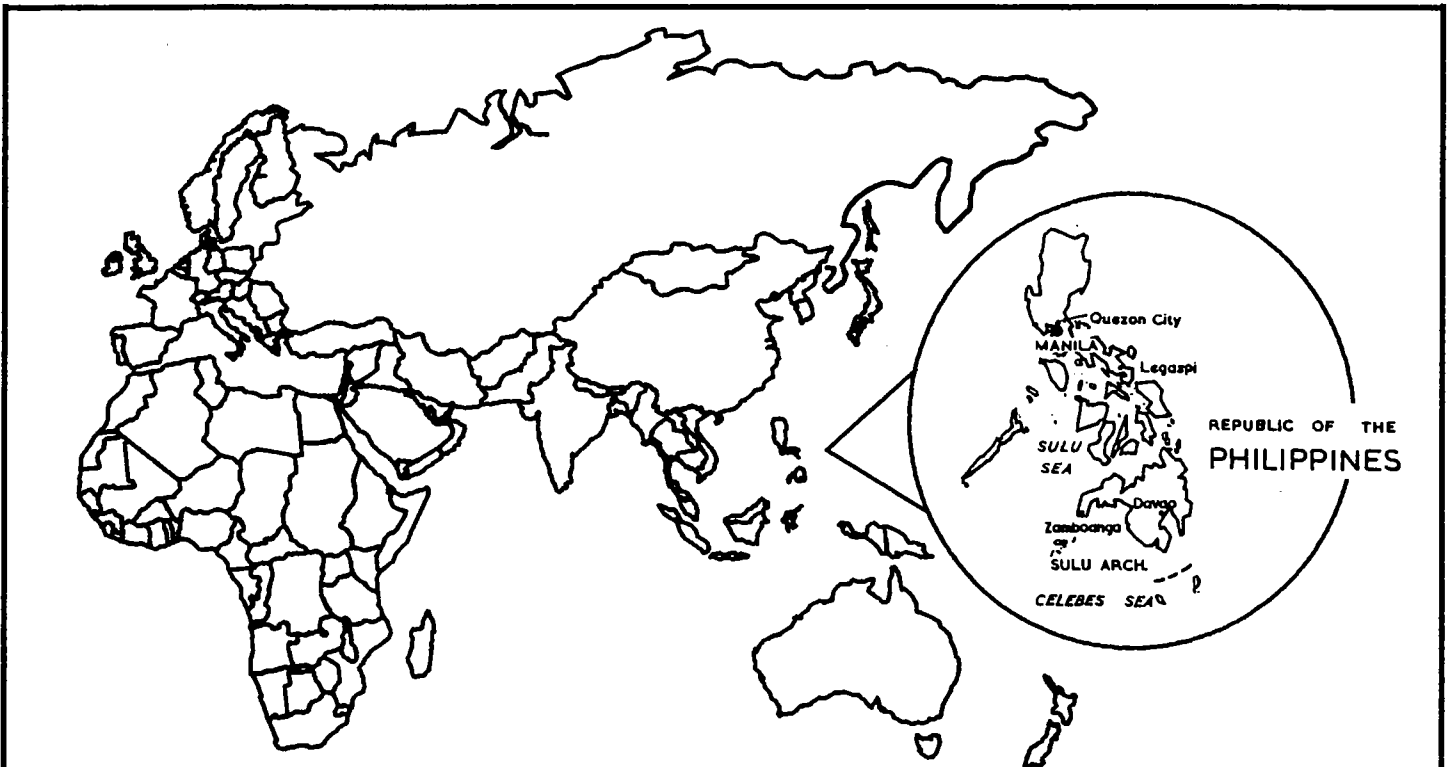 Quezon City
MANILA
Legaspi
REPUBLIC OF THE
PHILIPPINES
SULU
SEA
Davao
Zamboanga
SULU ARCH.
CELEBES SEA